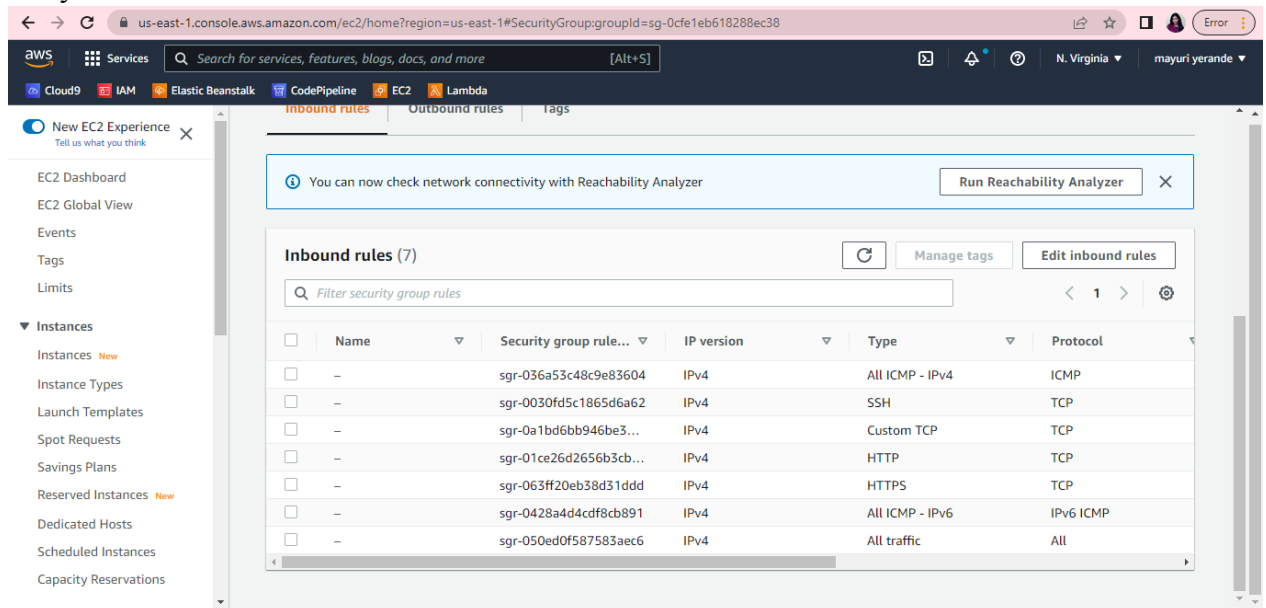 us-east-1.console.aws.amazon.com/ec2/home?region=us-east-1#SecurityGroup:groupId=sg-0cfe1eb618288ec38 Error
aws Services Search for services, features, blogs, docs, and more [Alt+S] N. Virginia ▼ mayuri yerande ▼
Cloud9 IAM Elastic Beanstalk CodePipeline EC2 Lambda
New EC2 Experience
Tell us what you think
EC2 Dashboard
EC2 Global View
Events
Tags
Limits
Instances
Instances New
Instance Types
Launch Templates
Spot Requests
Savings Plans
Reserved Instances New
Dedicated Hosts
Scheduled Instances
Capacity Reservations
Inbound rules Outbound rules Tags
You can now check network connectivity with Reachability Analyzer Run Reachability Analyzer
Inbound rules (7) Manage tags Edit inbound rules
Filter security group rules 1
Name Security group rule... IP version Type Protocol
– sgr-036a53c48c9e83604 IPv4 All ICMP - IPv4 ICMP
– sgr-0030fd5c1865d6a62 IPv4 SSH TCP
– sgr-0a1bd6bb946be3... IPv4 Custom TCP TCP
– sgr-01ce26d2656b3cb... IPv4 HTTP TCP
– sgr-063ff20eb38d31ddd IPv4 HTTPS TCP
– sgr-0428a4d4cdf8cb891 IPv4 All ICMP - IPv6 IPv6 ICMP
– sgr-050ed0f587583aec6 IPv4 All traffic All